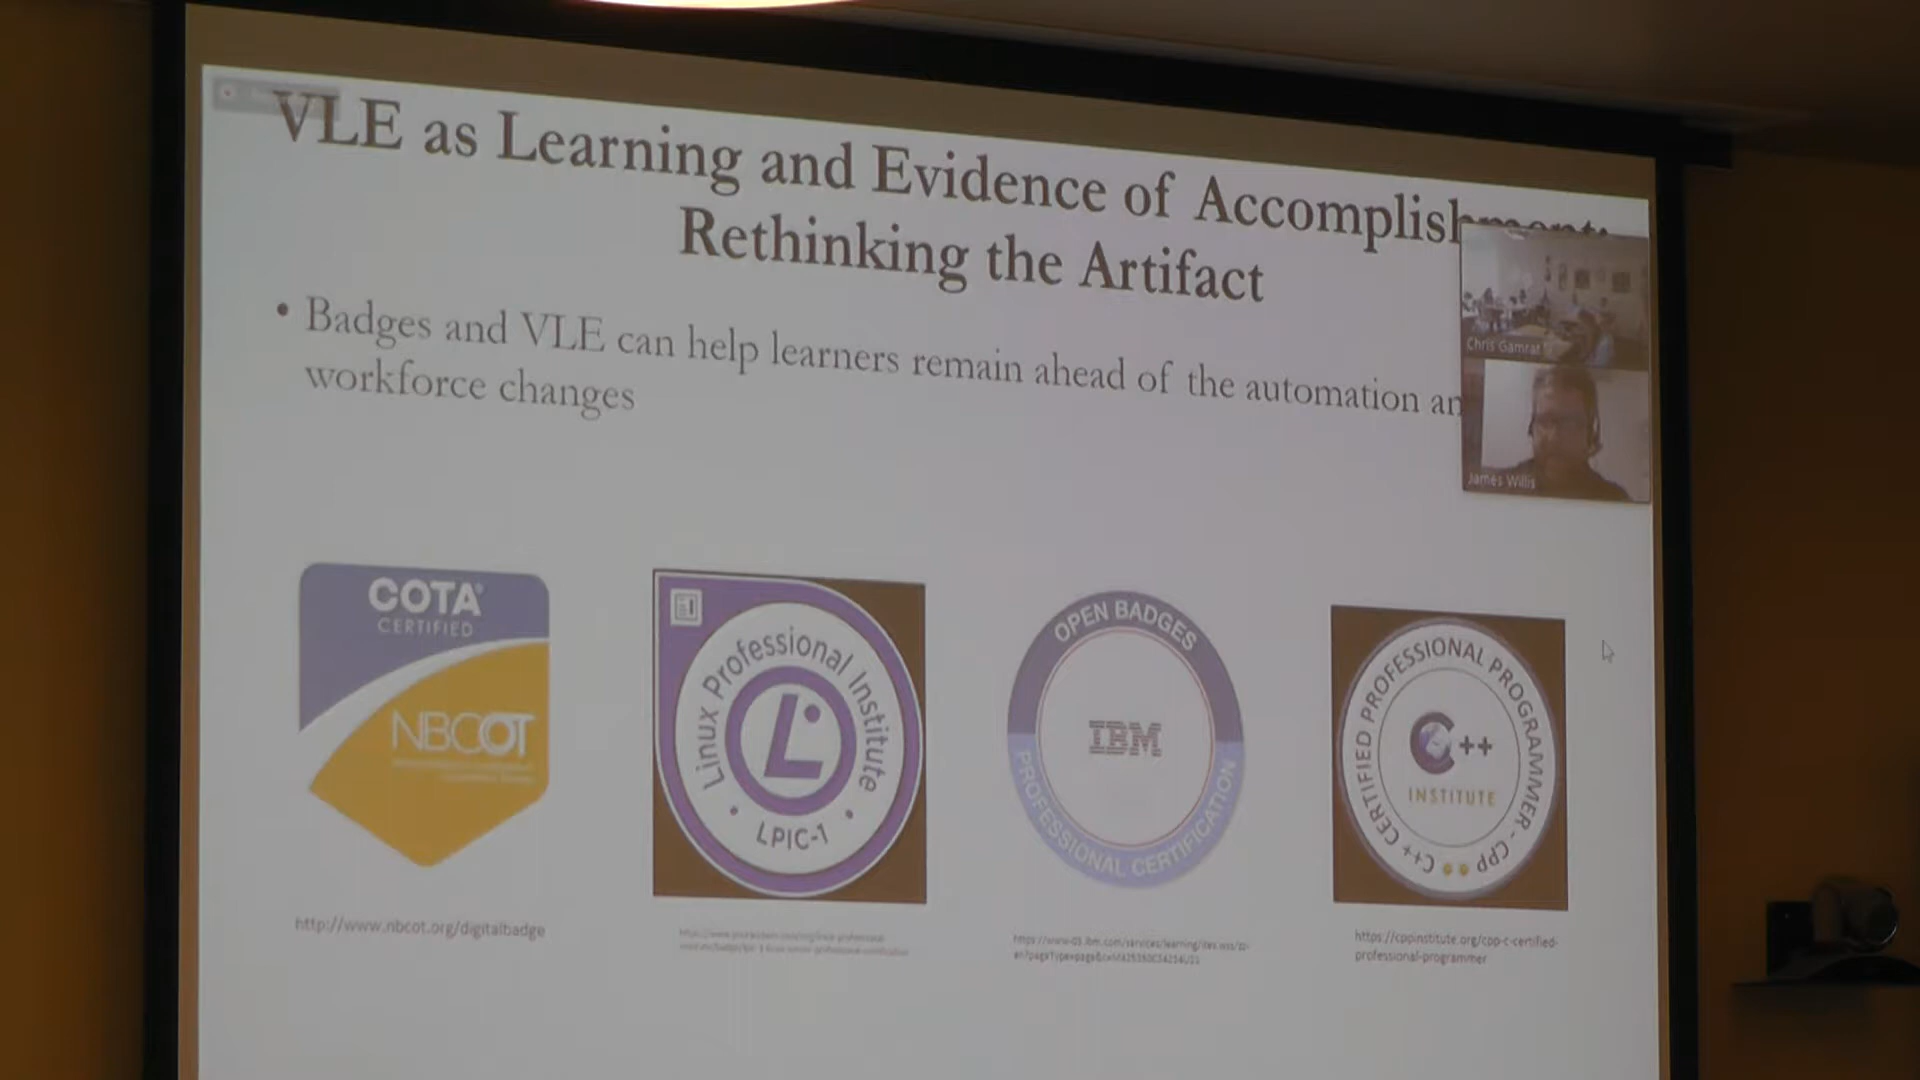 VLE as Learning and Evidence of Accomplishment:
Rethinking the Artifact
• Badges and VLE can help learners remain ahead of the automation an
workforce changes
Chris Gamrat
James Willis
COTA®
CERTIFIED
NBCOT
Linux Professional Institute
L
LPIC-1
OPEN BADGES
IBM
PROFESSIONAL CERTIFICATION
C++ CERTIFIED PROFESSIONAL PROGRAMMER - CPP
C++
INSTITUTE
http://www.nbcot.org/digitalbadge
https://cppinstitute.org/cpp-c-certified-
professional-programmer